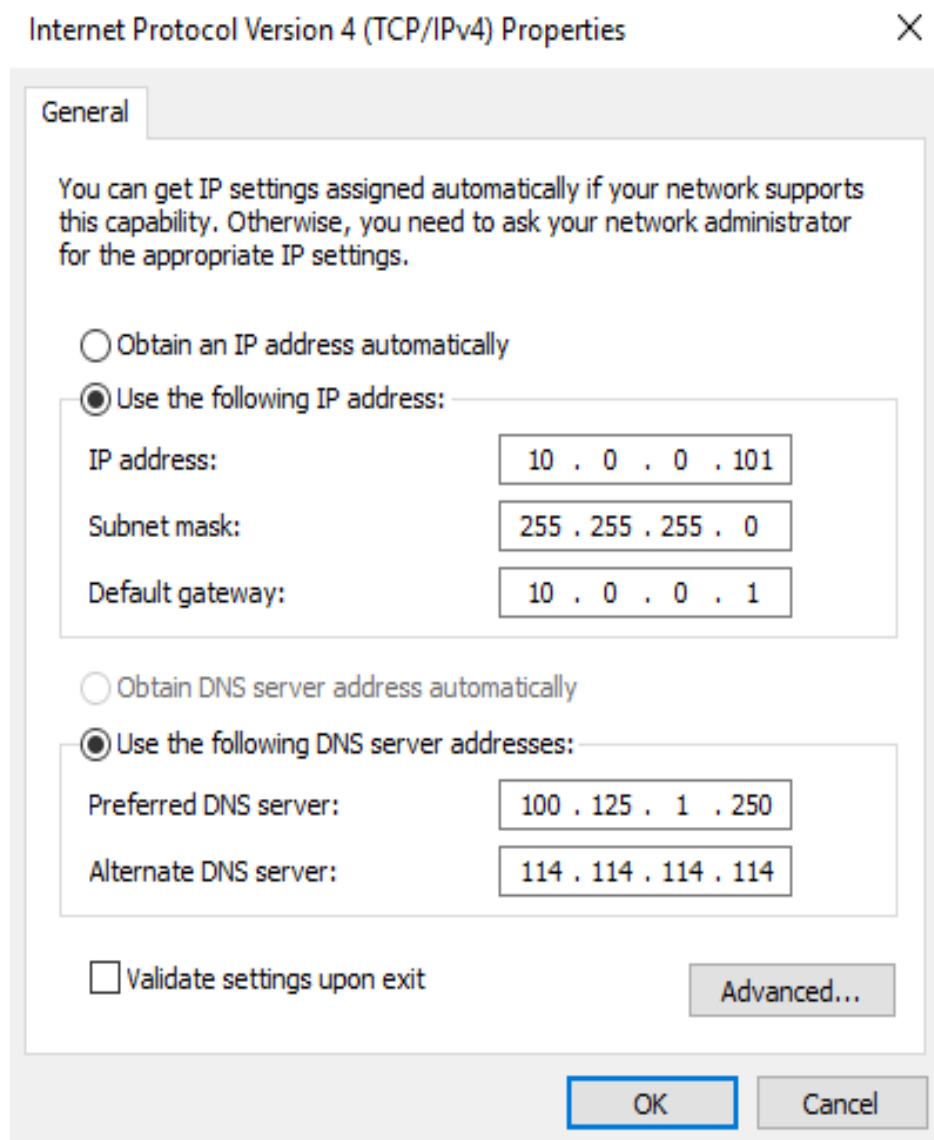 Internet Protocol Version 4 (TCP/IPv4) Properties
General
You can get IP settings assigned automatically if your network supports
this capability. Otherwise, you need to ask your network administrator
for the appropriate IP settings.
Obtain an IP address automatically
Use the following IP address:
IP address: 10 . 0 . 0 . 101
Subnet mask: 255 . 255 . 255 . 0
Default gateway: 10 . 0 . 0 . 1
Obtain DNS server address automatically
Use the following DNS server addresses:
Preferred DNS server: 100 . 125 . 1 . 250
Alternate DNS server: 114 . 114 . 114 . 114
Validate settings upon exit
Advanced...
OK Cancel